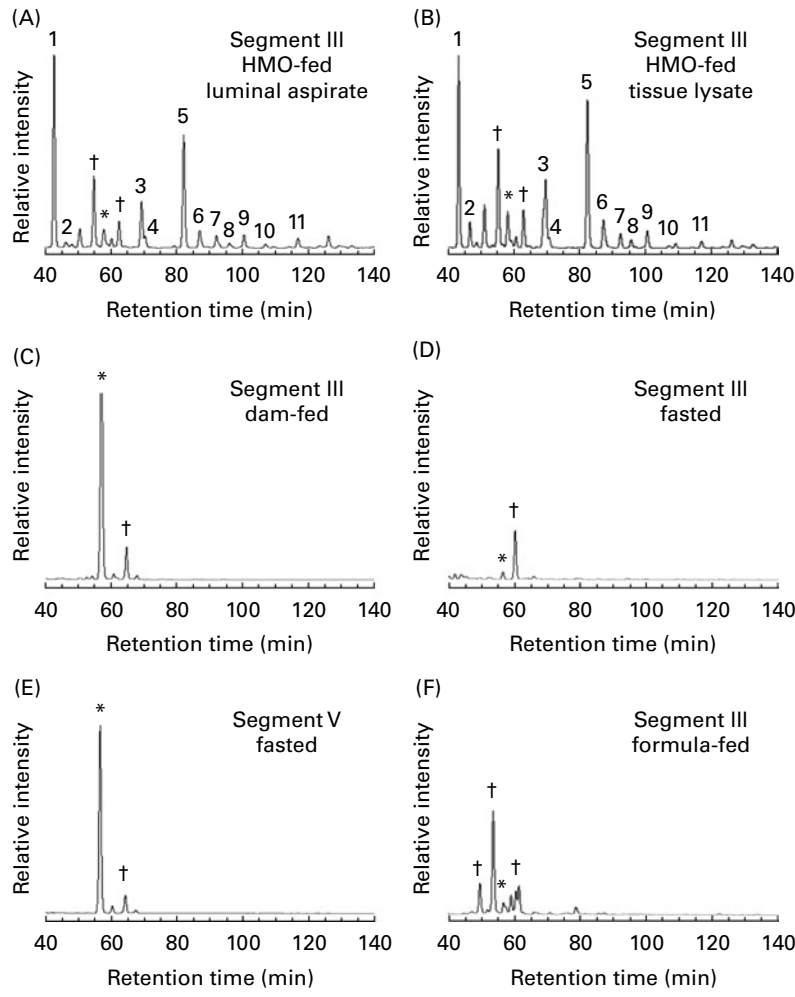 (A)
Segment III
HMO-fed
luminal aspirate
1
2
†
*
†
3
4
5
6
7
8
9
10
11
Relative intensity
40 60 80 100 120 140
Retention time (min)
(B)
Segment III
HMO-fed
tissue lysate
1
2
†
*
†
3
4
5
6
7
8
9
10
11
Relative intensity
40 60 80 100 120 140
Retention time (min)
(C)
Segment III
dam-fed
*
†
Relative intensity
40 60 80 100 120 140
Retention time (min)
(D)
Segment III
fasted
*
†
Relative intensity
40 60 80 100 120 140
Retention time (min)
(E)
Segment V
fasted
*
†
Relative intensity
40 60 80 100 120 140
Retention time (min)
(F)
Segment III
formula-fed
†
†
*
†
Relative intensity
40 60 80 100 120 140
Retention time (min)